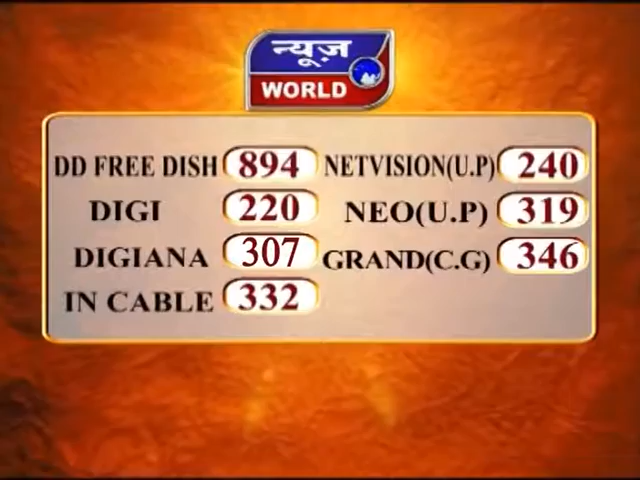 न्यूज़
WORLD
DD FREE DISH 894 NETVISION(U.P) 240
DIGI 220 NEO(U.P) 319
DIGIANA 307 GRAND(C.G) 346
IN CABLE 332